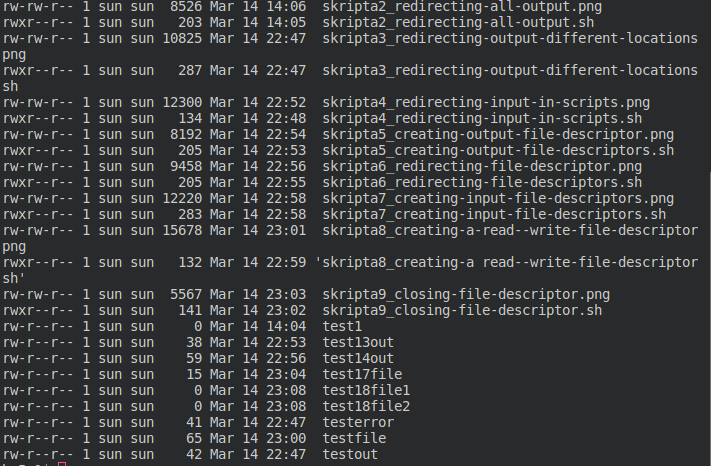 rw-rw-r-- 1 sun sun  8526 Mar 14 14:06  skripta2_redirecting-all-output.png
rwxr--r-- 1 sun sun   203 Mar 14 14:05  skripta2_redirecting-all-output.sh
rw-rw-r-- 1 sun sun 10825 Mar 14 22:47  skripta3_redirecting-output-different-locations
png
rwxr--r-- 1 sun sun   287 Mar 14 22:47  skripta3_redirecting-output-different-locations
sh
rw-rw-r-- 1 sun sun 12300 Mar 14 22:52  skripta4_redirecting-input-in-scripts.png
rwxr--r-- 1 sun sun   134 Mar 14 22:48  skripta4_redirecting-input-in-scripts.sh
rw-rw-r-- 1 sun sun  8192 Mar 14 22:54  skripta5_creating-output-file-descriptor.png
rwxr--r-- 1 sun sun   205 Mar 14 22:53  skripta5_creating-output-file-descriptors.sh
rw-rw-r-- 1 sun sun  9458 Mar 14 22:56  skripta6_redirecting-file-descriptor.png
rwxr--r-- 1 sun sun   205 Mar 14 22:55  skripta6_redirecting-file-descriptors.sh
rw-rw-r-- 1 sun sun 12220 Mar 14 22:58  skripta7_creating-input-file-descriptors.png
rwxr--r-- 1 sun sun   283 Mar 14 22:58  skripta7_creating-input-file-descriptors.sh
rw-rw-r-- 1 sun sun 15678 Mar 14 23:01  skripta8_creating-a read--write-file-descriptor
png
rwxr--r-- 1 sun sun   132 Mar 14 22:59 'skripta8_creating-a read--write-file-descriptor
sh'
rw-rw-r-- 1 sun sun  5567 Mar 14 23:03  skripta9_closing-file-descriptor.png
rwxr--r-- 1 sun sun   141 Mar 14 23:02  skripta9_closing-file-descriptor.sh
rw-r--r-- 1 sun sun     0 Mar 14 14:04  test1
rw-r--r-- 1 sun sun    38 Mar 14 22:53  test13out
rw-r--r-- 1 sun sun    59 Mar 14 22:56  test14out
rw-r--r-- 1 sun sun    15 Mar 14 23:04  test17file
rw-r--r-- 1 sun sun     0 Mar 14 23:08  test18file1
rw-r--r-- 1 sun sun     0 Mar 14 23:08  test18file2
rw-r--r-- 1 sun sun    41 Mar 14 22:47  testerror
rw-r--r-- 1 sun sun    65 Mar 14 23:00  testfile
rw-r--r-- 1 sun sun    42 Mar 14 22:47  testout